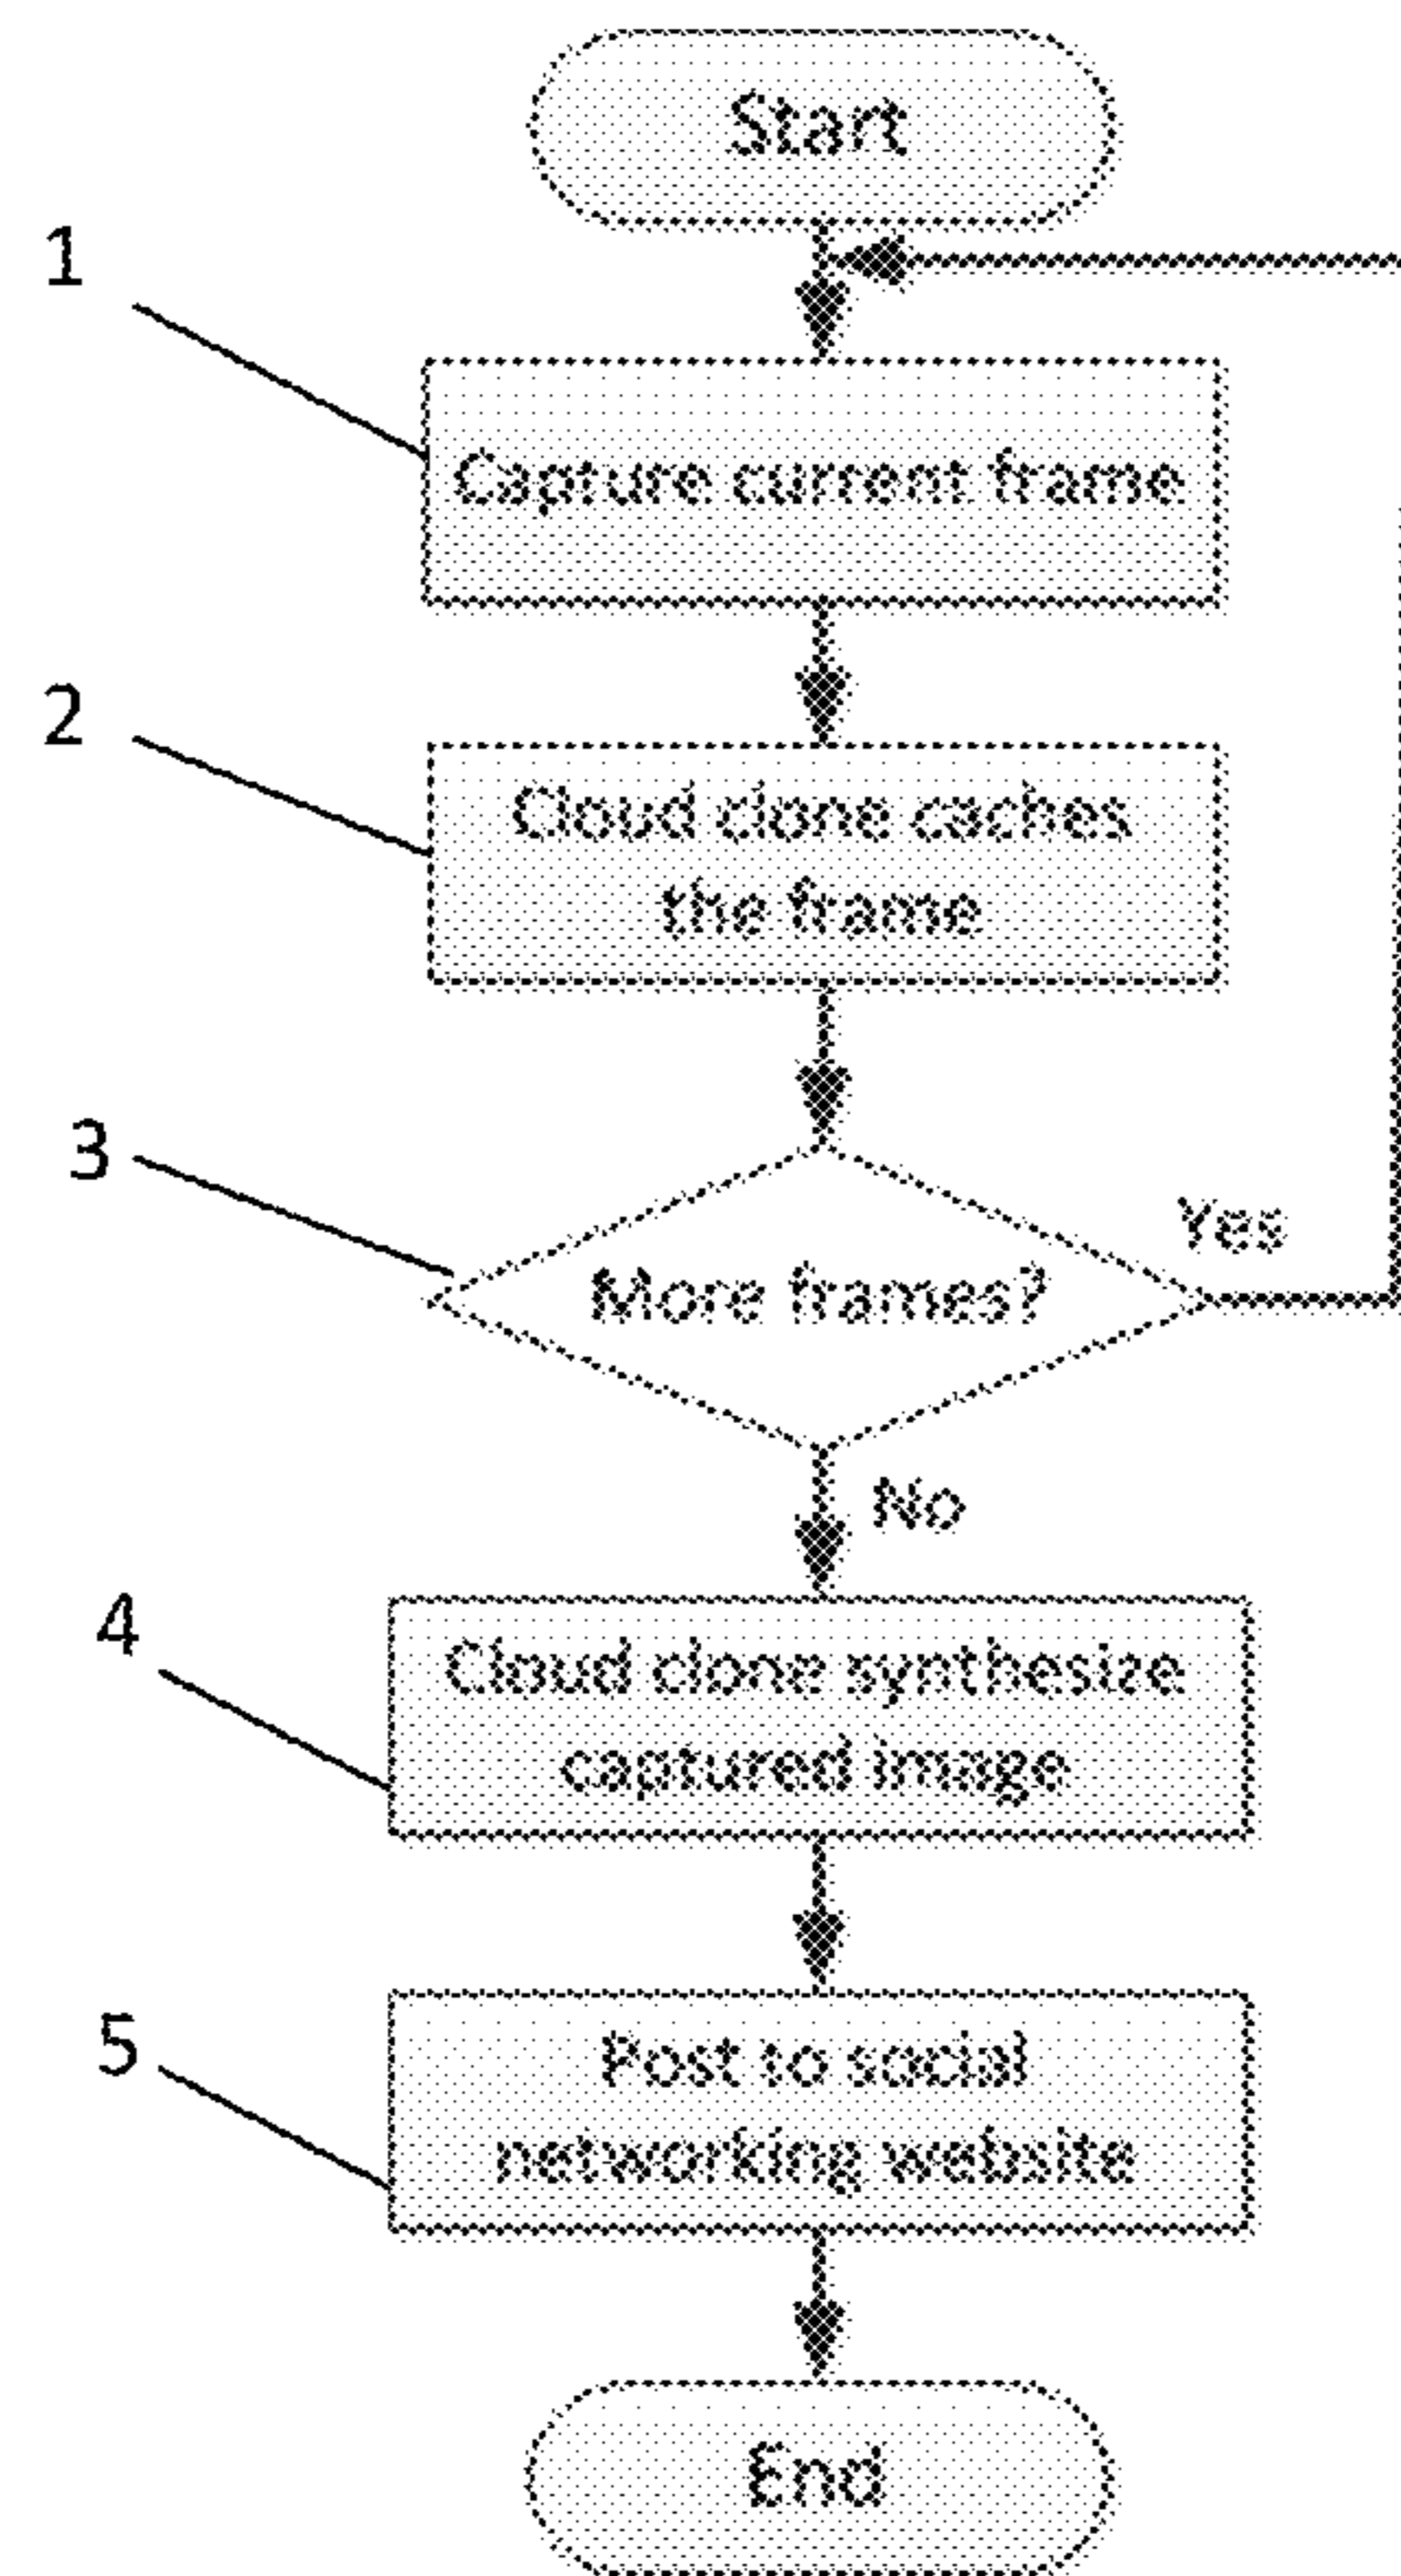 Start
1
Capture current frame
2
Cloud clone caches
the frame
3
More frames?
Yes
No
4
Cloud clone synthesize
captured image
5
Post to social
networking website
End